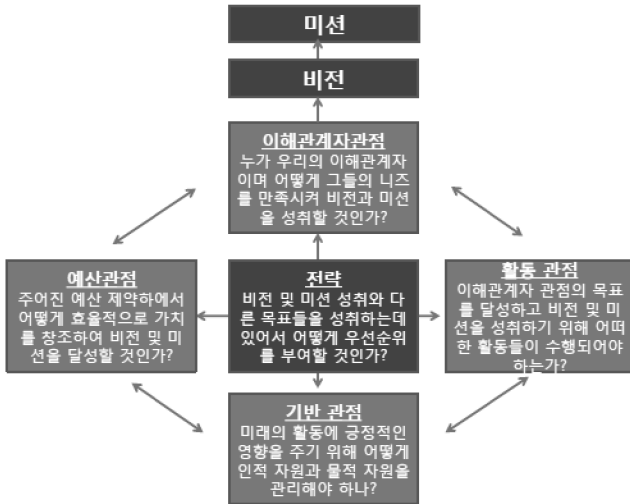 미션
비전
이해관계자관점
누가 우리의 이해관계자
이며 어떻게 그들의 니즈
를 만족시켜 비전과 미션
을 성취할 것인가?
예산관점
주어진 예산 제약하에서
어떻게 효율적으로 가치
를 창조하여 비전 및 미
션을 달성할 것인가?
전략
비전 및 미션 성취와 다
른 목표들을 성취하는데
있어서 어떻게 우선순위
를 부여할 것인가?
활동 관점
이해관계자 관점의 목표
를 달성하고 비전 및 미
션을 성취하기 위해 어떠
한 활동들이 수행되어야
하는가?
기반 관점
미래의 활동에 긍정적인
영향을 주기 위해 어떻게
인적 자원과 물적 자원을
관리해야 하나?